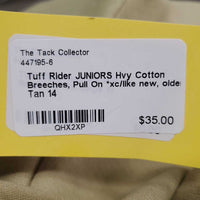 The Tack Collector
447195-6
Tuff Rider JUNIORS Hvy Cotton
Breeches, Pull On *xc/like new, olde
Tan 14
$35.00
QHX2XP